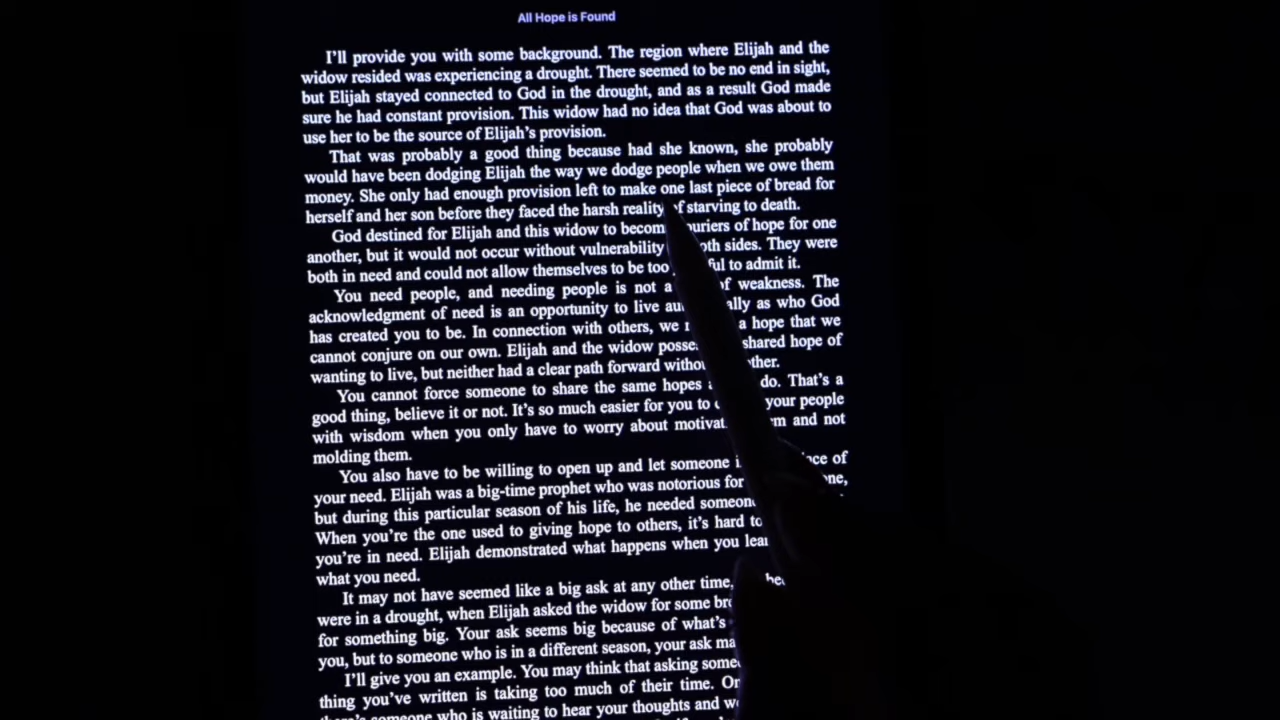 All Hope is Found
I'll provide you with some background. The region where Elijah and the
widow resided was experiencing a drought. There seemed to be no end in sight,
but Elijah stayed connected to God in the drought, and as a result God made
sure he had constant provision. This widow had no idea that God was about to
use her to be the source of Elijah's provision.
That was probably a good thing because had she known, she probably
would have been dodging Elijah the way we dodge people when we owe them
money. She only had enough provision left to make one last piece of bread for
herself and her son before they faced the harsh reality of starving to death.
God destined for Elijah and this widow to become couriers of hope for one
another, but it would not occur without vulnerability both sides. They were
both in need and could not allow themselves to be too to admit it.
You need people, and needing people is not a of weakness. The
acknowledgment of need is an opportunity to live as who God
has created you to be. In connection with others, we a hope that we
cannot conjure on our own. Elijah and the widow shared hope of
wanting to live, but neither had a clear path forward without
You cannot force someone to share the same hopes do. That's a
good thing, believe it or not. It's so much easier for you to your people
with wisdom when you only have to worry about and not
molding them.
You also have to be willing to open up and let someone of
your need. Elijah was a big-time prophet who was notorious for
but during this particular season of his life, he needed
When you're the one used to giving hope to others, it's hard to
you're in need. Elijah demonstrated what happens when you
what you need.
It may not have seemed like a big ask at any other time,
were in a drought, when Elijah asked the widow for some
for something big. Your ask seems big because of what's
you, but to someone who is in a different season, your ask
I'll give you an example. You may think that asking
thing you've written is taking too much of their time.
there's someone who is waiting to hear your thoughts and